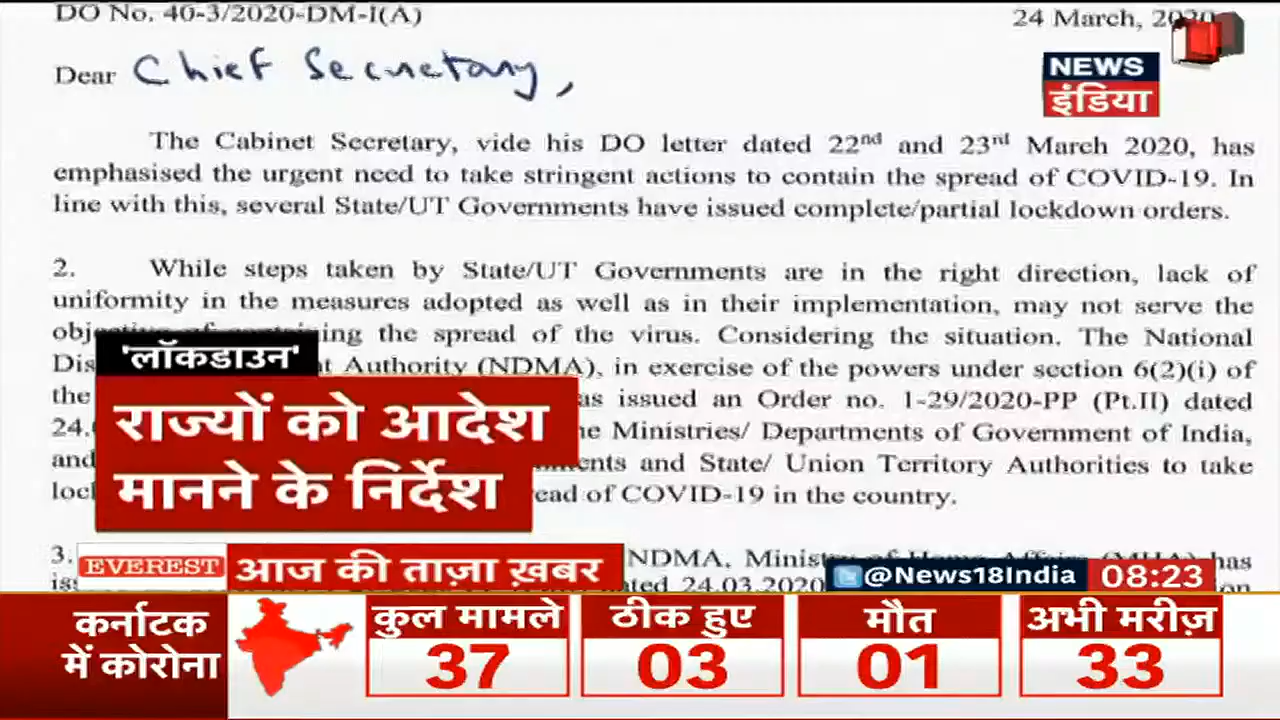 DO No. 40-3/2020-DM-I(A)
24 March, 2020
Dear Chief Secretary,
NEWS
इंडिया
The Cabinet Secretary, vide his DO letter dated 22nd and 23rd March 2020, has
emphasised the urgent need to take stringent actions to contain the spread of COVID-19. In
line with this, several State/UT Governments have issued complete/partial lockdown orders.
2. While steps taken by State/UT Governments are in the right direction, lack of
uniformity in the measures adopted as well as in their implementation, may not serve the
the spread of the virus. Considering the situation. The National
Authority (NDMA), in exercise of the powers under section 6(2)(i) of
the issued an Order no. 1-29/2020-PP (Pt.II) dated
Ministries/ Departments of Government of India,
and State/ Union Territory Authorities to take
of COVID-19 in the country.
'लॉकडाउन'
राज्यों को आदेश
मानने के निर्देश
3. NDMA, has
24.03.2020
EVEREST
आज की ताज़ा ख़बर
@News18India
08:23
कर्नाटक
में कोरोना
कुल मामले
37
ठीक हुए
03
मौत
01
अभी मरीज़
33